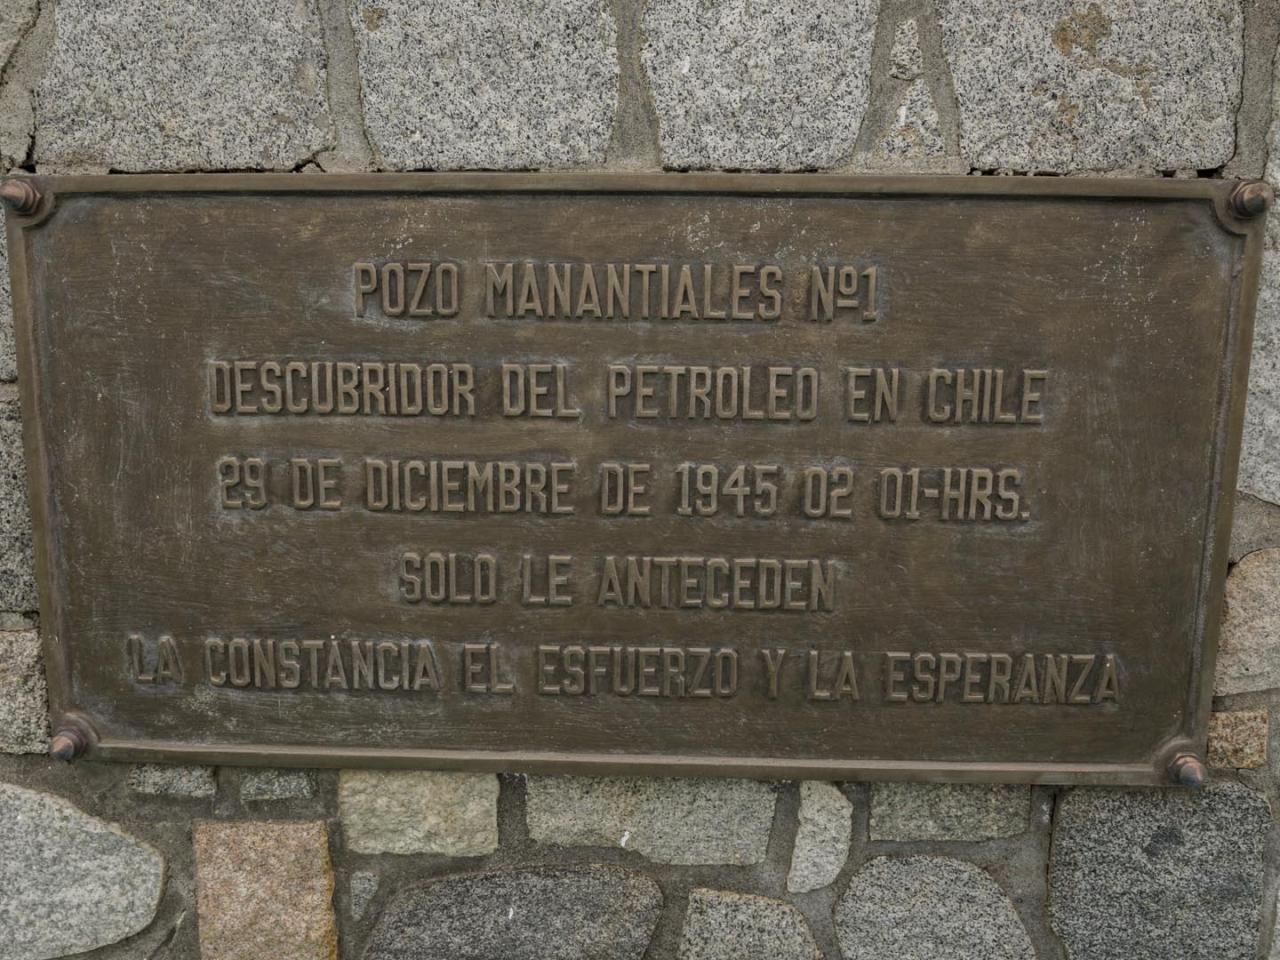 POZO MANANTIALES Nº1
DESCUBRIDOR DEL PETROLEO EN CHILE
29 DE DICIEMBRE DE 1945 02 01-HRS.
SOLO LE ANTECEDEN
LA CONSTANCIA EL ESFUERZO Y LA ESPERANZA